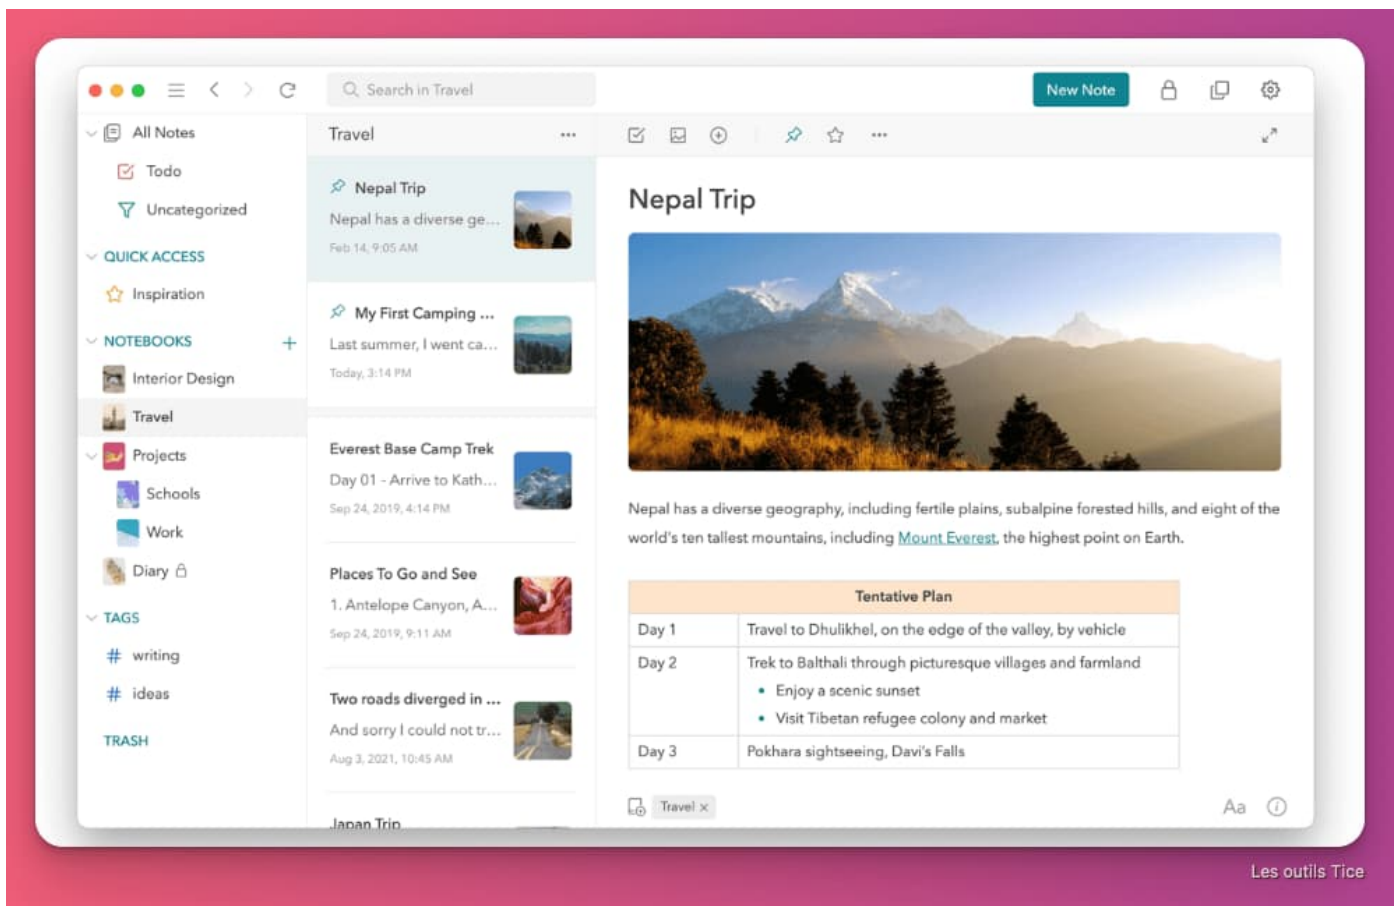 Search in Travel
New Note
All Notes
Todo
Uncategorized
QUICK ACCESS
Inspiration
NOTEBOOKS
Interior Design
Travel
Projects
Schools
Work
Diary
TAGS
# writing
# ideas
TRASH
Travel
Nepal Trip
Nepal has a diverse ge...
Feb 14, 9:05 AM
My First Camping ...
Last summer, I went ca...
Today, 3:14 PM
Everest Base Camp Trek
Day 01 - Arrive to Kath...
Sep 24, 2019, 4:14 PM
Places To Go and See
1. Antelope Canyon, A...
Sep 24, 2019, 9:11 AM
Two roads diverged in ...
And sorry I could not tr...
Aug 3, 2021, 10:45 AM
Japan Trip
Nepal Trip
Nepal has a diverse geography, including fertile plains, subalpine forested hills, and eight of the
world's ten tallest mountains, including Mount Everest, the highest point on Earth.
Tentative Plan
Day 1 Travel to Dhulikhel, on the edge of the valley, by vehicle
Day 2 Trek to Balthali through picturesque villages and farmland
• Enjoy a scenic sunset
• Visit Tibetan refugee colony and market
Day 3 Pokhara sightseeing, Davi's Falls
Travel ×
Aa
Les outils Tice